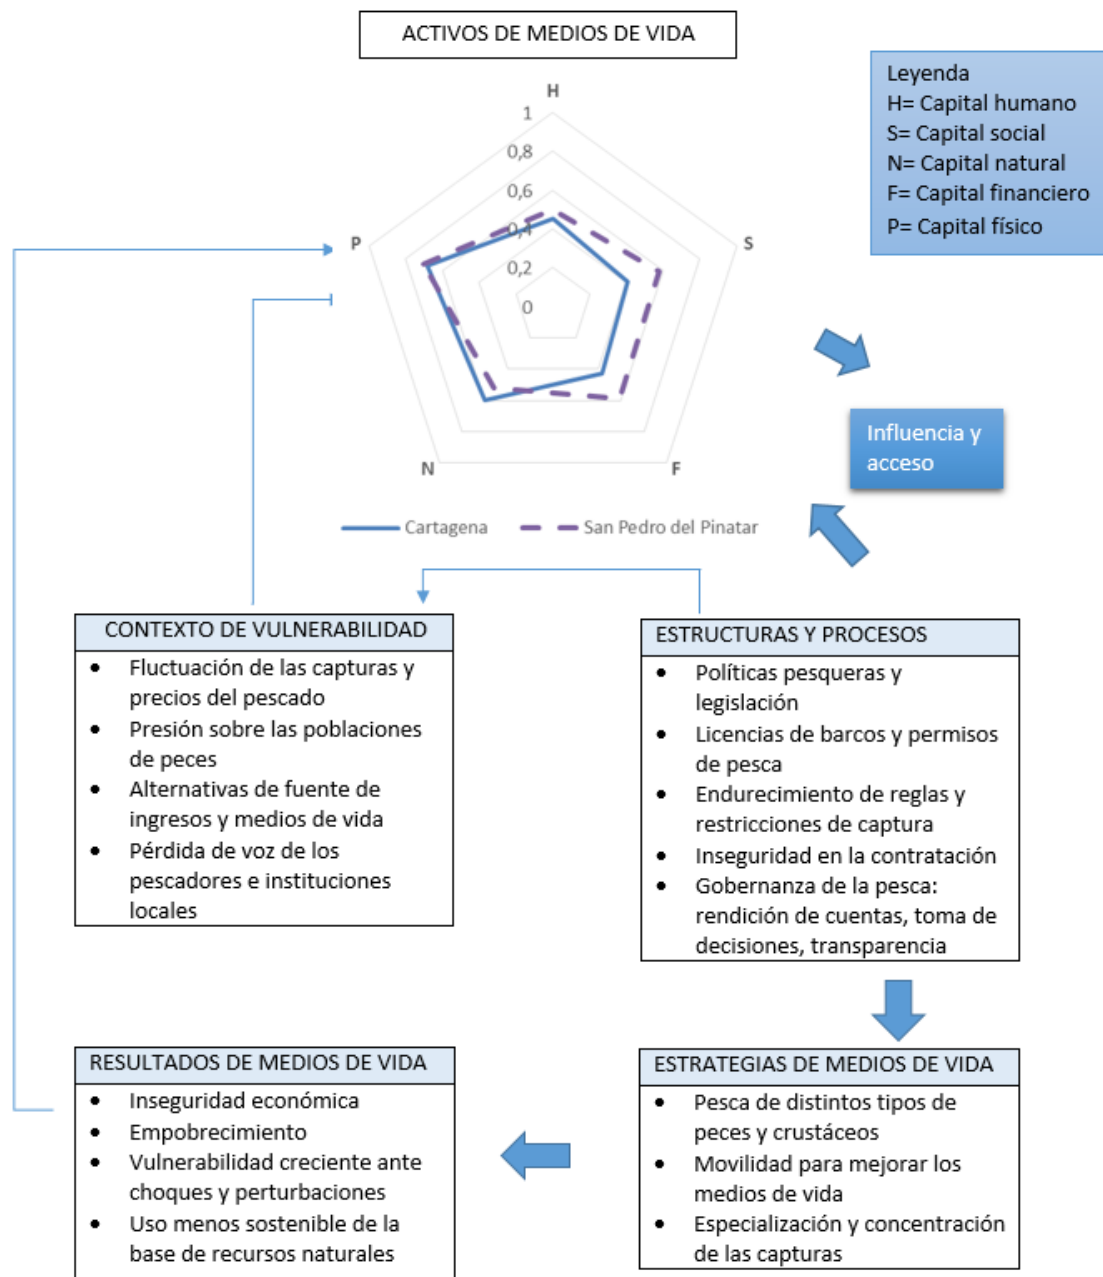 ACTIVOS DE MEDIOS DE VIDA
Leyenda
H= Capital humano
S= Capital social
N= Capital natural
F= Capital financiero
P= Capital físico
H
1
0,8
0,6
0,4
0,2
0
P
S
N
F
Cartagena
San Pedro del Pinatar
Influencia y
acceso
CONTEXTO DE VULNERABILIDAD
• Fluctuación de las capturas y
precios del pescado
• Presión sobre las poblaciones
de peces
• Alternativas de fuente de
ingresos y medios de vida
• Pérdida de voz de los
pescadores e instituciones
locales
ESTRUCTURAS Y PROCESOS
• Políticas pesqueras y
legislación
• Licencias de barcos y permisos
de pesca
• Endurecimiento de reglas y
restricciones de captura
• Inseguridad en la contratación
• Gobernanza de la pesca:
rendición de cuentas, toma de
decisiones, transparencia
RESULTADOS DE MEDIOS DE VIDA
• Inseguridad económica
• Empobrecimiento
• Vulnerabilidad creciente ante
choques y perturbaciones
• Uso menos sostenible de la
base de recursos naturales
ESTRATEGIAS DE MEDIOS DE VIDA
• Pesca de distintos tipos de
peces y crustáceos
• Movilidad para mejorar los
medios de vida
• Especialización y concentración
de las capturas